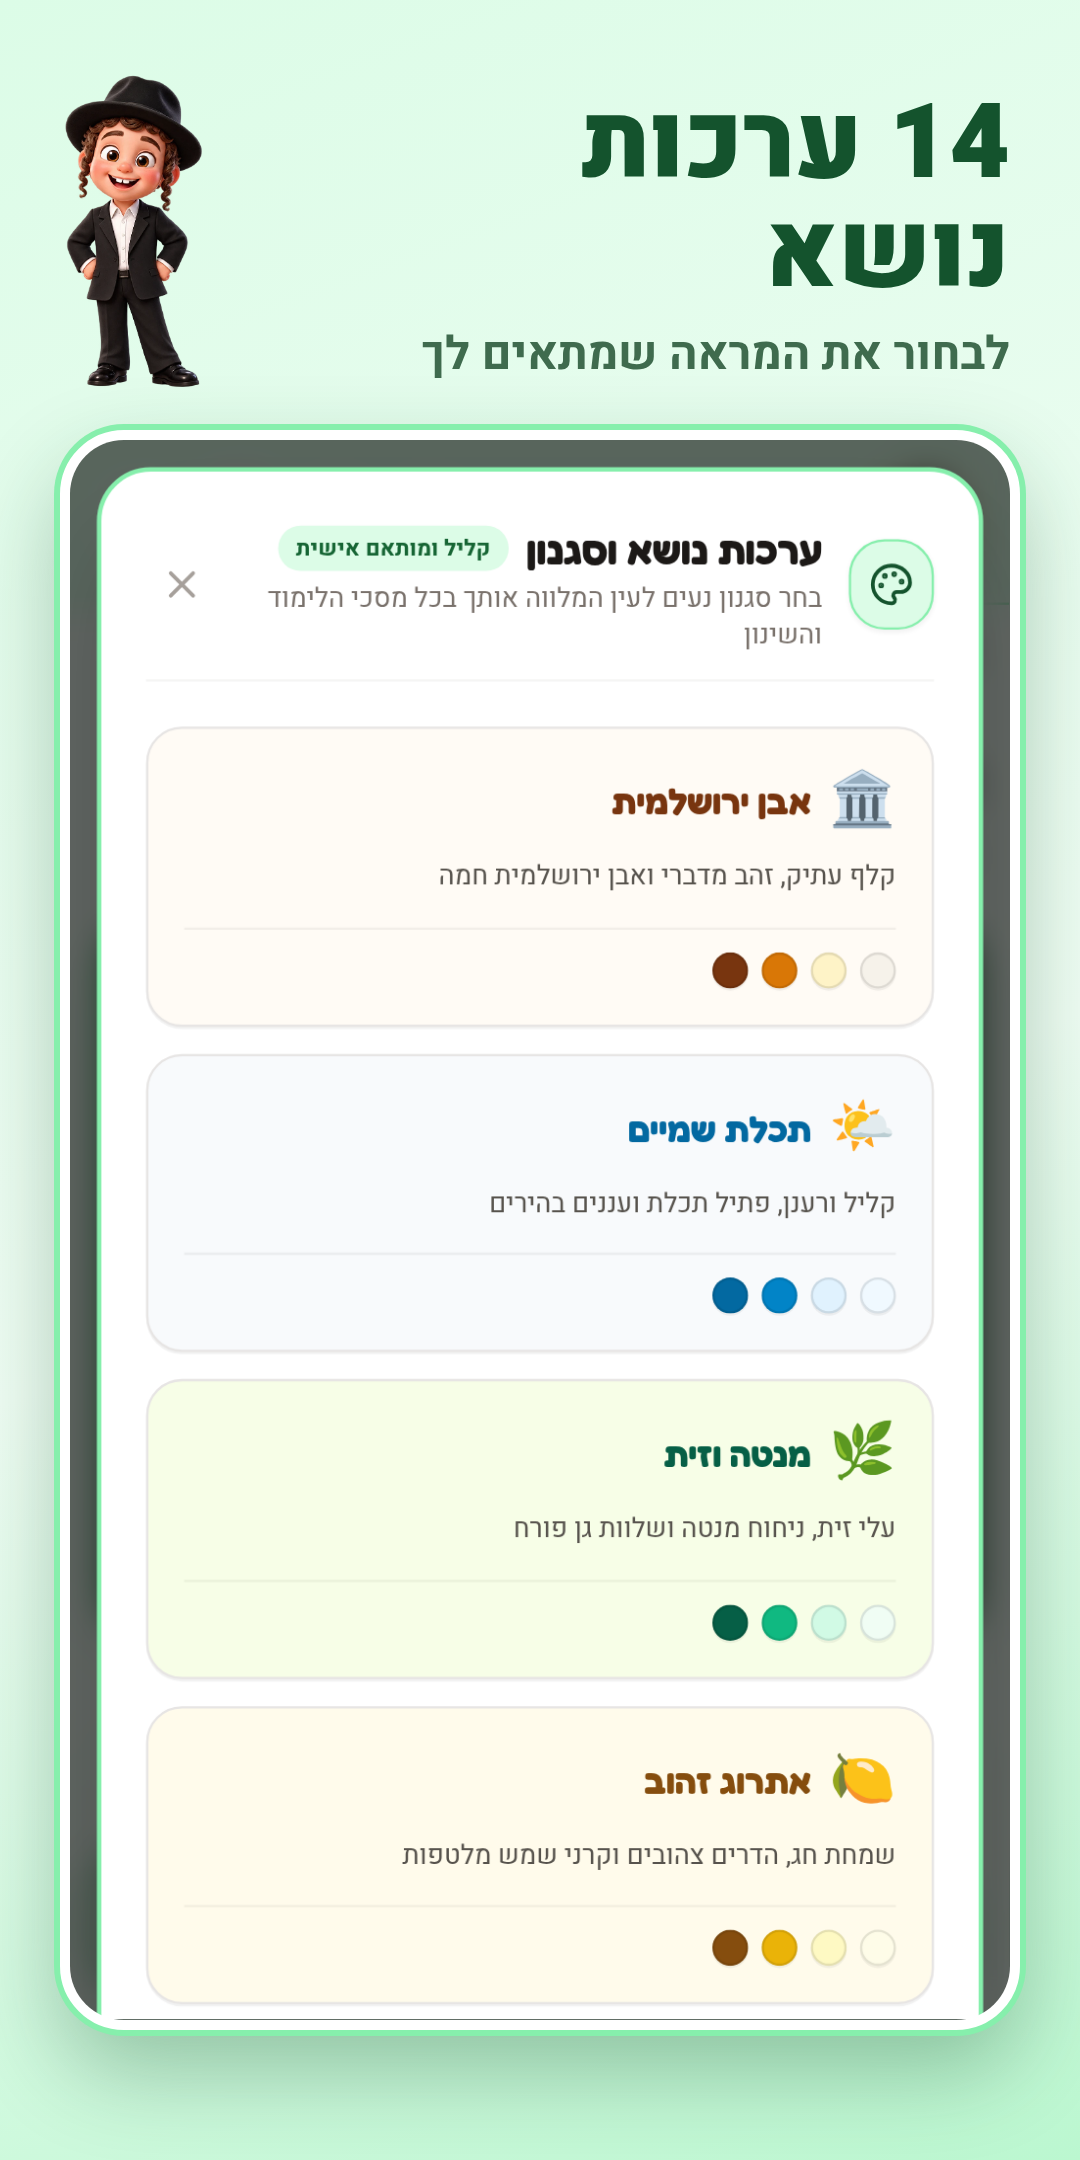 14 ערכות
נושא
לבחור את המראה שמתאים לך
ערכות נושא וסגנון קליל ומותאם אישית
בחר סגנון נעים לעין המלווה אותך בכל מסכי הלימוד
והשינון
אבן ירושלמית
קלף עתיק, זהב מדברי ואבן ירושלמית חמה
תכלת שמיים
קליל ורענן, פתיל תכלת ועננים בהירים
מנטה וזית
עלי זית, ניחוח מנטה ושלוות גן פורח
אתרוג זהוב
שמחת חג, הדרים צהובים וקרני שמש מלטפות